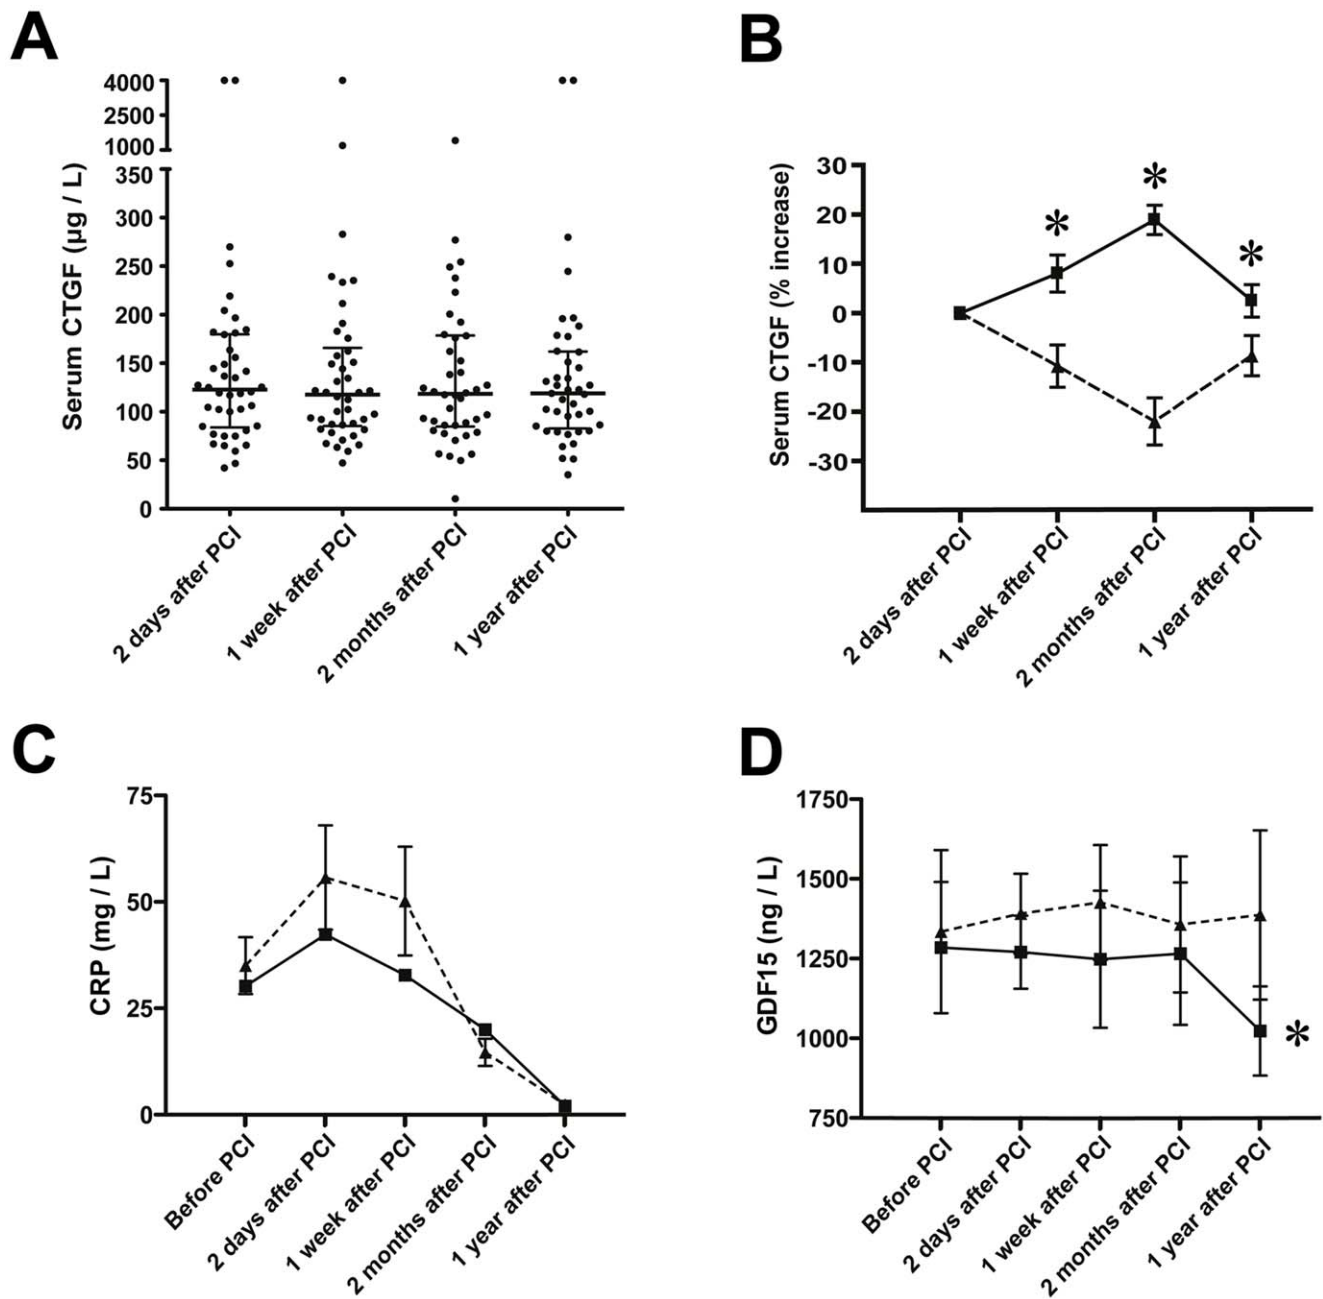 A
Serum CTGF (µg / L)
4000
2500
1000
350
300
250
200
150
100
50
0
2 days after PCI
1 week after PCI
2 months after PCI
1 year after PCI
B
Serum CTGF (% increase)
30
20
10
0
-10
-20
-30
*
*
*
2 days after PCI
1 week after PCI
2 months after PCI
1 year after PCI
C
CRP (mg / L)
75
50
25
0
Before PCI
2 days after PCI
1 week after PCI
2 months after PCI
1 year after PCI
D
GDF15 (ng / L)
1750
1500
1250
1000
750
*
Before PCI
2 days after PCI
1 week after PCI
2 months after PCI
1 year after PCI